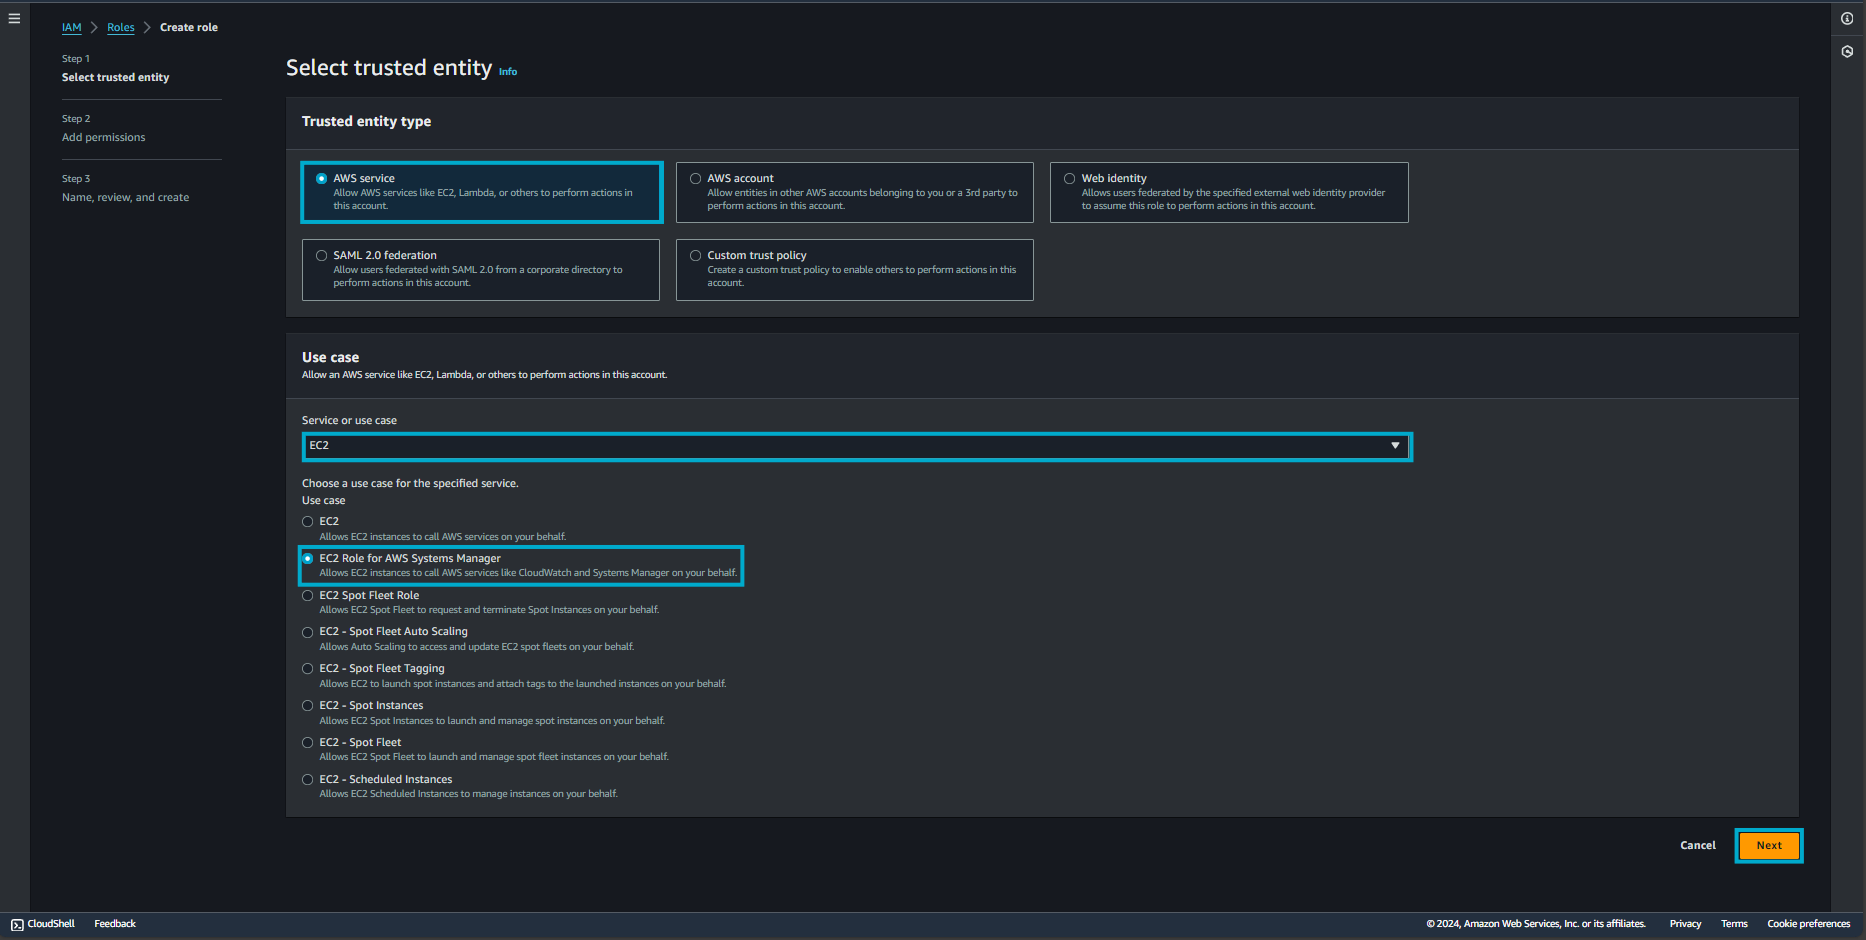 IAM > Roles > Create role
Step 1
Select trusted entity
Step 2
Add permissions
Step 3
Name, review, and create
Select trusted entity Info
Trusted entity type
AWS service
Allow AWS services like EC2, Lambda, or others to perform actions in
this account.
AWS account
Allow entities in other AWS accounts belonging to you or a 3rd party to
perform actions in this account.
Web identity
Allows users federated by the specified external web identity provider
to assume this role to perform actions in this account.
SAML 2.0 federation
Allow users federated with SAML 2.0 from a corporate directory to
perform actions in this account.
Custom trust policy
Create a custom trust policy to enable others to perform actions in this
account.
Use case
Allow an AWS service like EC2, Lambda, or others to perform actions in this account.
Service or use case
EC2
Choose a use case for the specified service.
Use case
EC2
Allows EC2 instances to call AWS services on your behalf.
EC2 Role for AWS Systems Manager
Allows EC2 instances to call AWS services like CloudWatch and Systems Manager on your behalf.
EC2 Spot Fleet Role
Allows EC2 Spot Fleet to request and terminate Spot Instances on your behalf.
EC2 - Spot Fleet Auto Scaling
Allows Auto Scaling to access and update EC2 spot fleets on your behalf.
EC2 - Spot Fleet Tagging
Allows EC2 to launch spot instances and attach tags to the launched instances on your behalf.
EC2 - Spot Instances
Allows EC2 Spot Instances to launch and manage spot instances on your behalf.
EC2 - Spot Fleet
Allows EC2 Spot Fleet to launch and manage spot fleet instances on your behalf.
EC2 - Scheduled Instances
Allows EC2 Scheduled Instances to manage instances on your behalf.
Cancel
Next
CloudShell
Feedback
© 2024, Amazon Web Services, Inc. or its affiliates.
Privacy
Terms
Cookie preferences